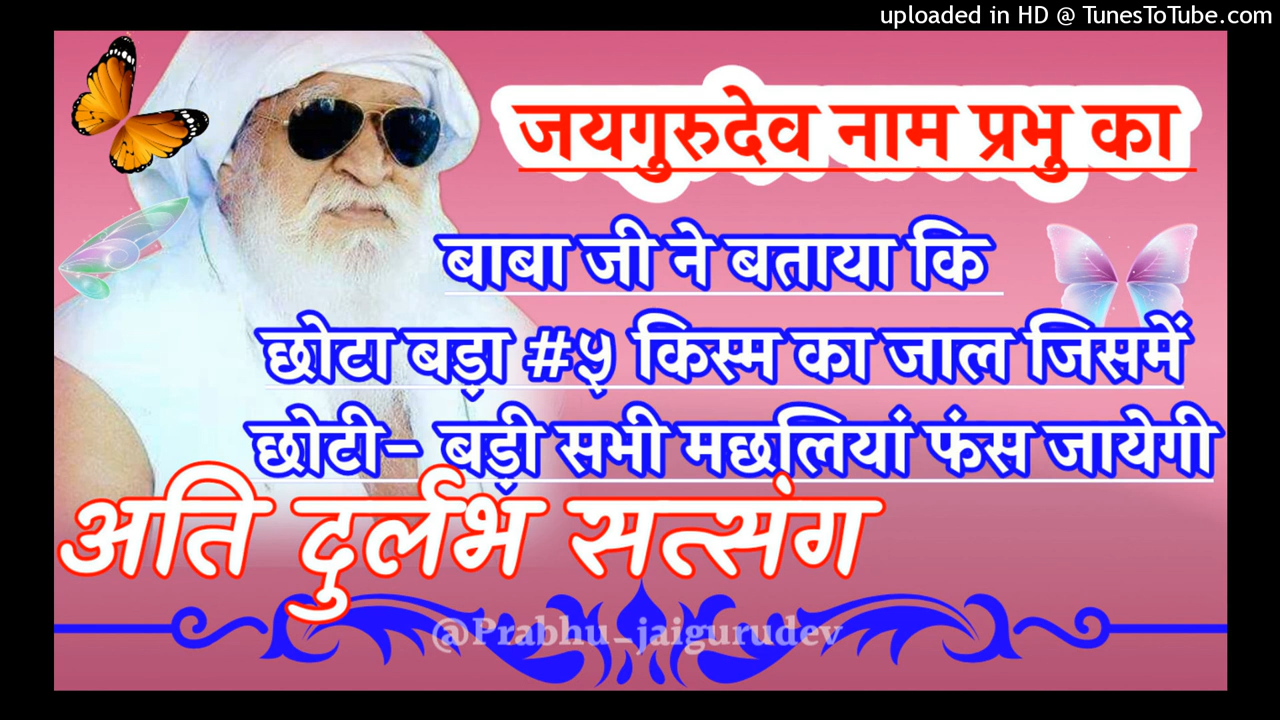 uploaded in HD @ TunesToTube.com
जयगुरुदेव नाम प्रभु का
बाबा जी ने बताया कि
छोटा बड़ा #५ किस्म का जाल जिसमें
छोटी- बड़ी सभी मछलियां फंस जायेगी
अति दुर्लभ सत्संग
@Prabhu_jaigurudev